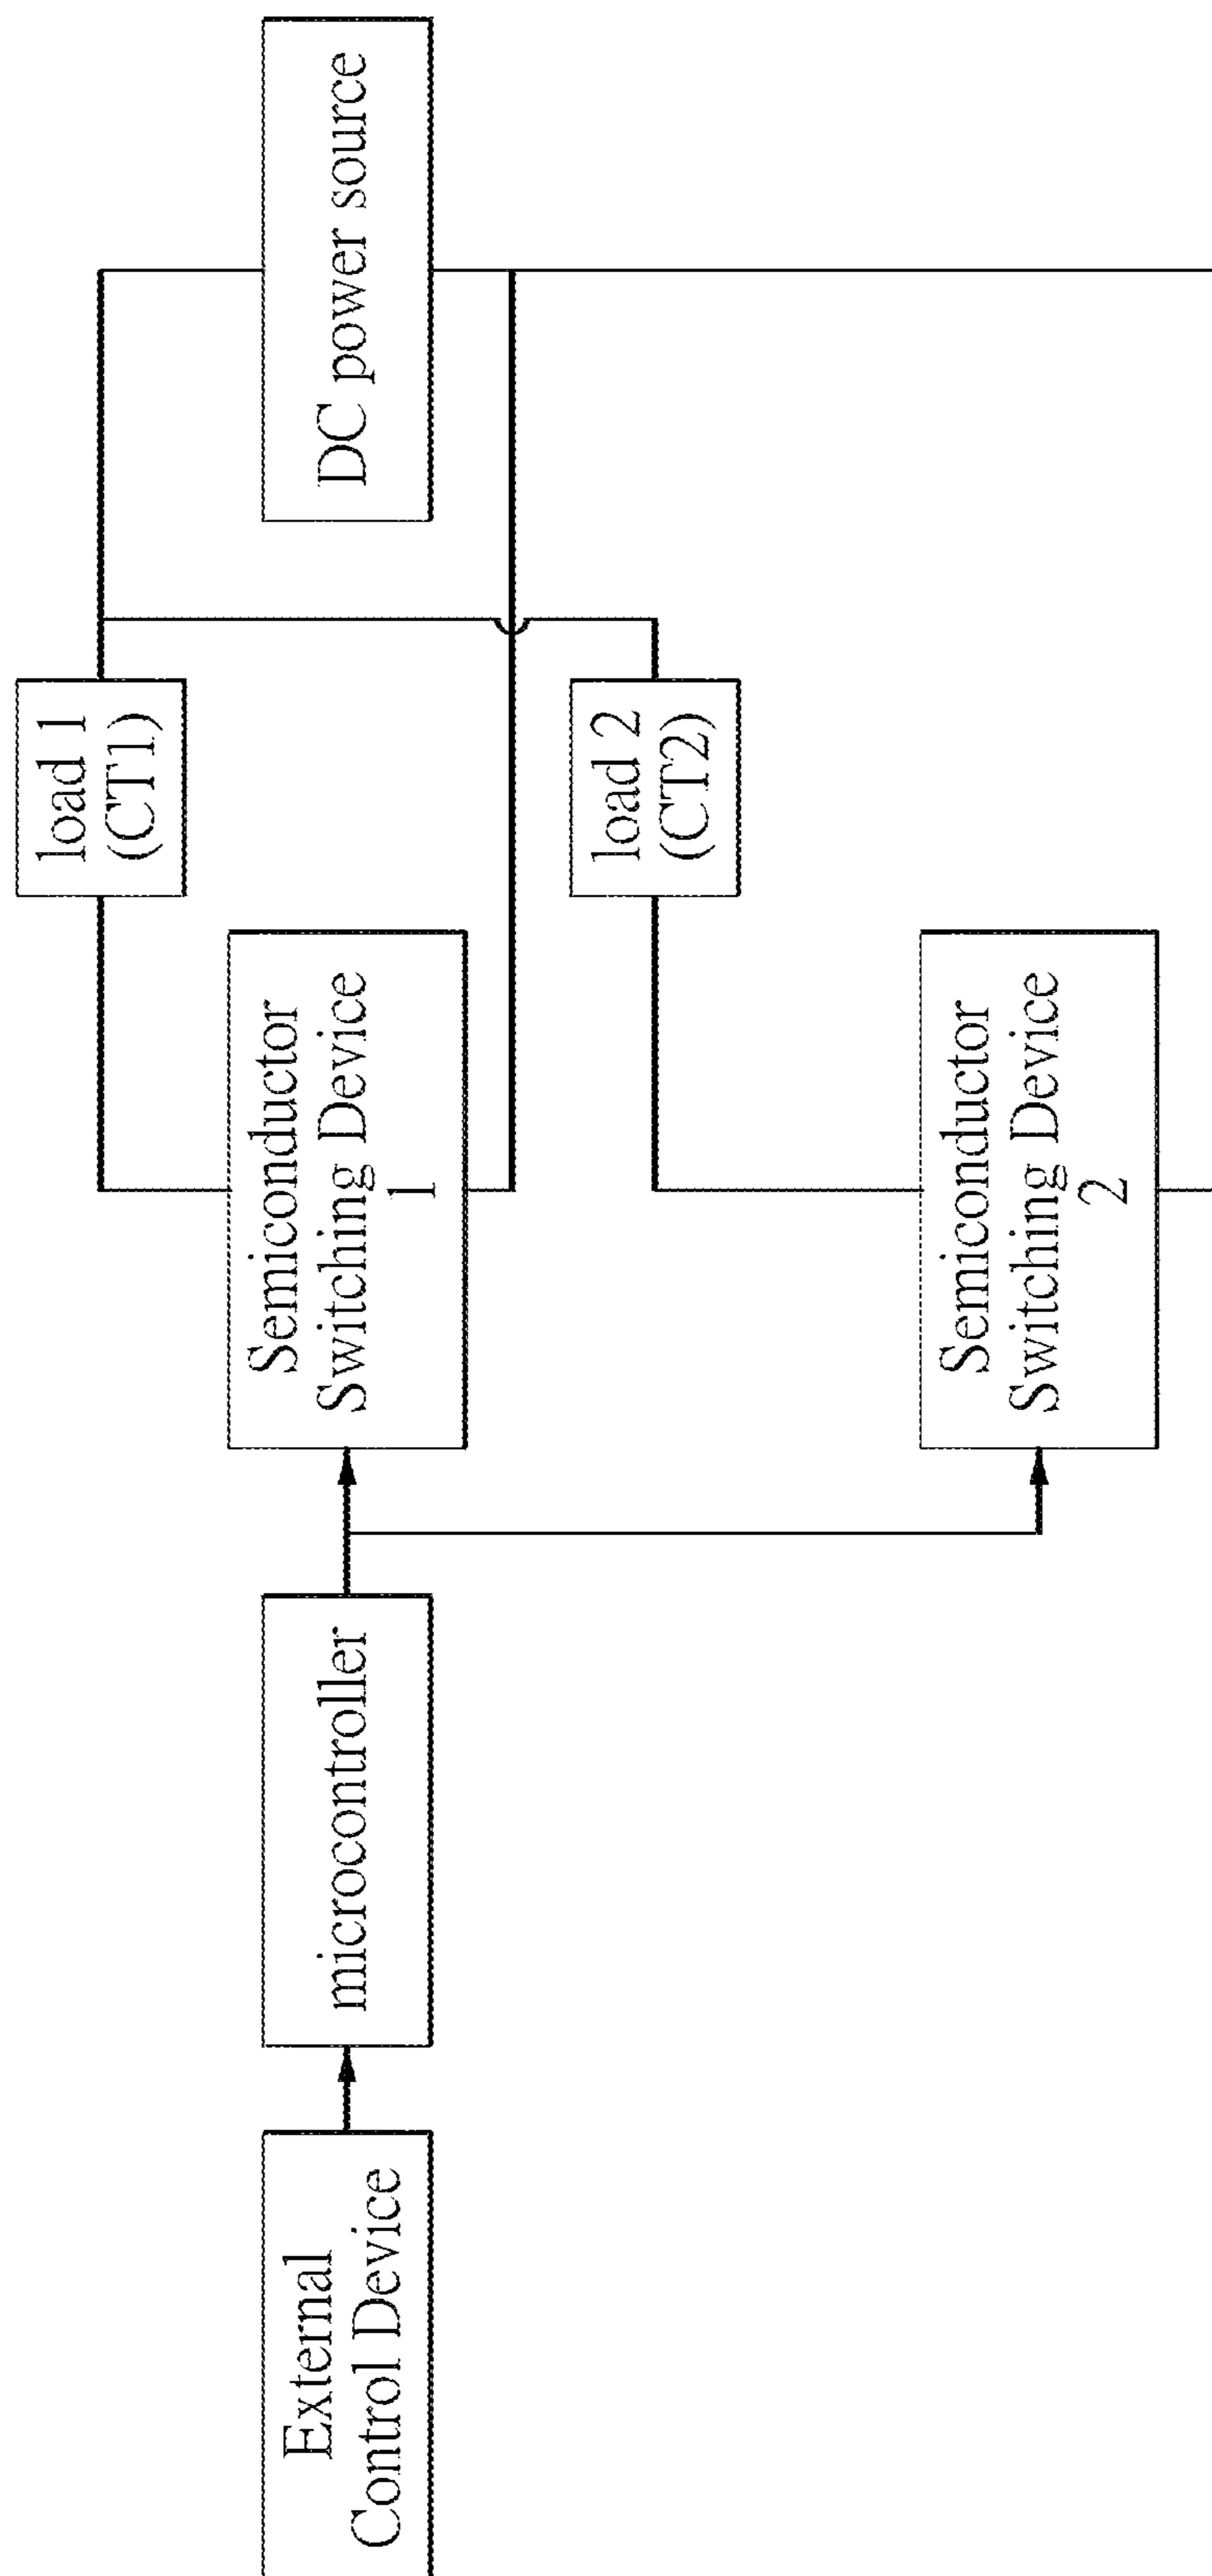 External
Control Device
microcontroller
Semiconductor
Switching Device
1
load 1
(CT1)
DC power source
load 2
(CT2)
Semiconductor
Switching Device
2